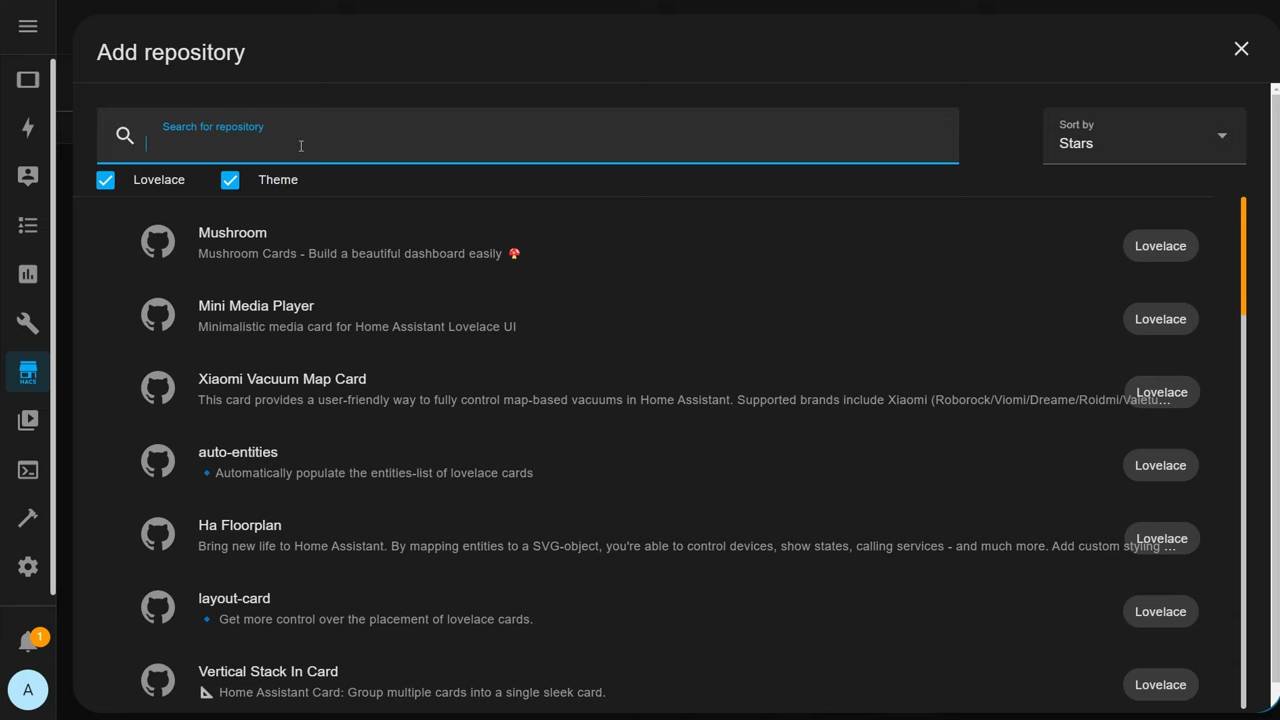 Add repository
Search for repository
Sort by
Stars
Lovelace
Theme
Mushroom
Mushroom Cards - Build a beautiful dashboard easily 🍄
Lovelace
Mini Media Player
Minimalistic media card for Home Assistant Lovelace UI
Lovelace
Xiaomi Vacuum Map Card
This card provides a user-friendly way to fully control map-based vacuums in Home Assistant. Supported brands include Xiaomi (Roborock/Viomi/Dreame/Roidmi/Valetu...
Lovelace
auto-entities
🔹Automatically populate the entities-list of lovelace cards
Lovelace
Ha Floorplan
Bring new life to Home Assistant. By mapping entities to a SVG-object, you're able to control devices, show states, calling services - and much more. Add custom styling ...
Lovelace
layout-card
🔹 Get more control over the placement of lovelace cards.
Lovelace
Vertical Stack In Card
📐 Home Assistant Card: Group multiple cards into a single sleek card.
Lovelace
HACS
1
A